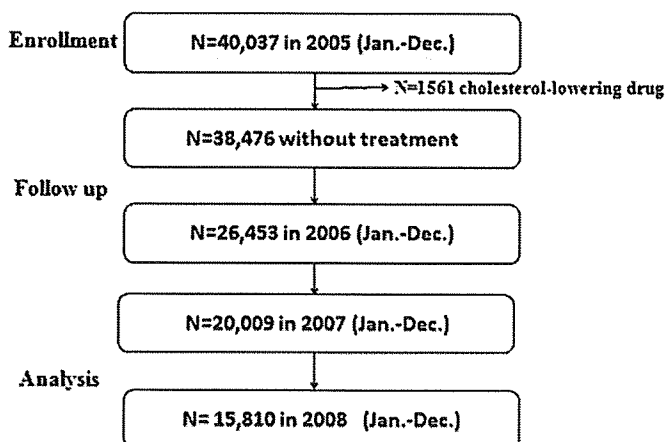 Enrollment
N=40,037 in 2005 (Jan.-Dec.)
N=1561 cholesterol-lowering drug
N=38,476 without treatment
Follow up
N=26,453 in 2006 (Jan.-Dec.)
N=20,009 in 2007 (Jan.-Dec.)
Analysis
N= 15,810 in 2008 (Jan.-Dec.)